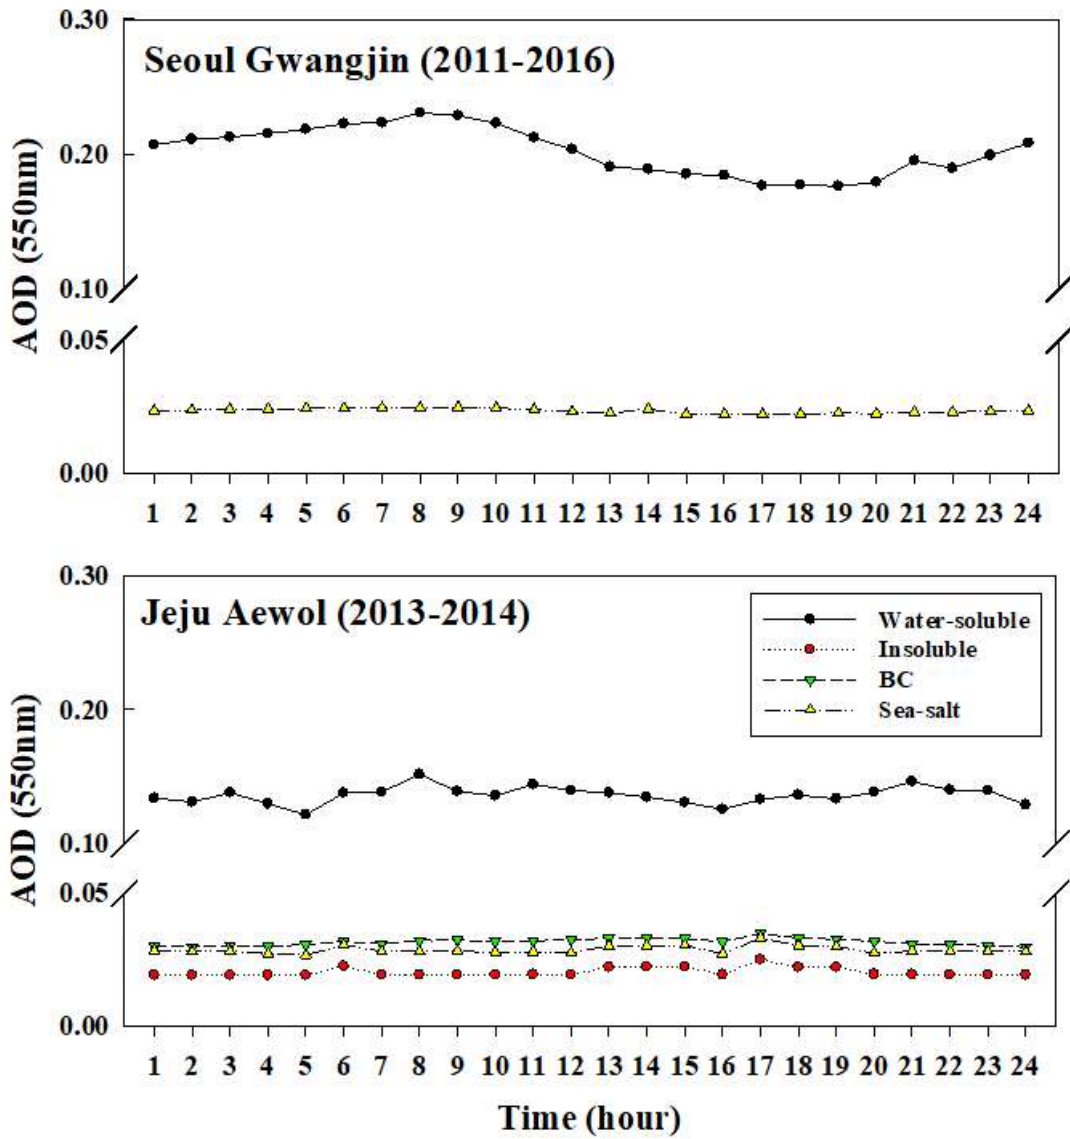 0.30
Seoul Gwangjin (2011-2016)
0.20
0.10
0.05
0.00
AOD (550nm)
1 2 3 4 5 6 7 8 9 10 11 12 13 14 15 16 17 18 19 20 21 22 23 24
0.30
Jeju Aewol (2013-2014)
Water-soluble
Insoluble
BC
Sea-salt
0.20
0.10
0.05
0.00
AOD (550nm)
1 2 3 4 5 6 7 8 9 10 11 12 13 14 15 16 17 18 19 20 21 22 23 24
Time (hour)